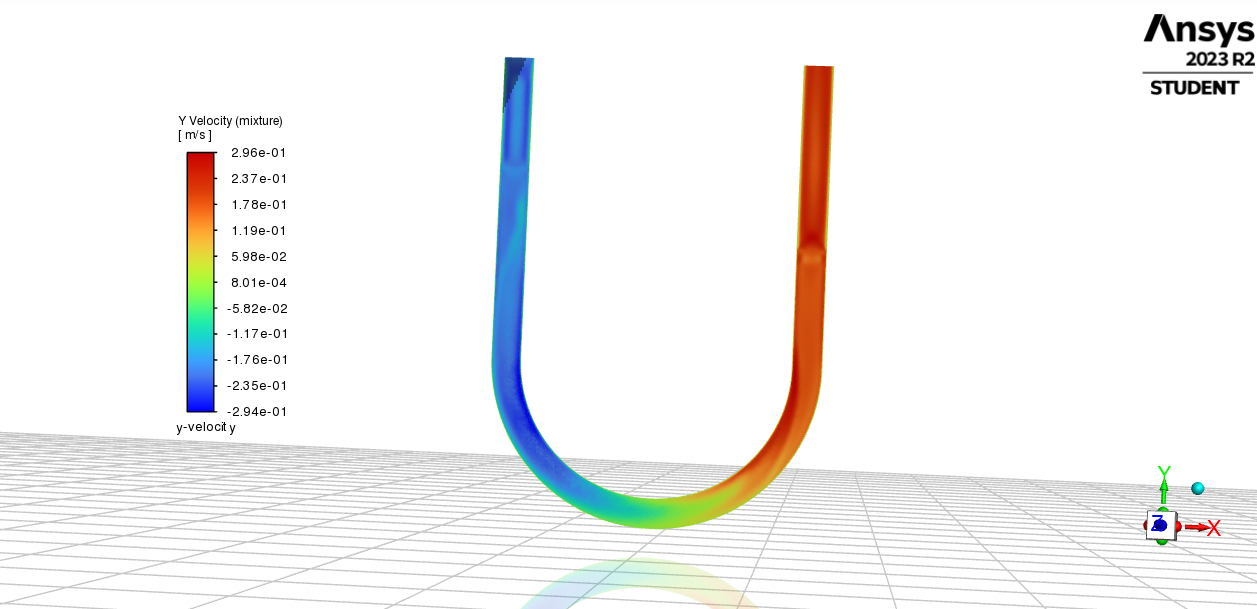 Ansys
2023 R2
STUDENT
Y Velocity (mixture)
[ m/s ]
2.96e-01
2.37e-01
1.78e-01
1.19e-01
5.98e-02
8.01e-04
-5.82e-02
-1.17e-01
-1.76e-01
-2.35e-01
-2.94e-01
y-velocity
Y
Z
X